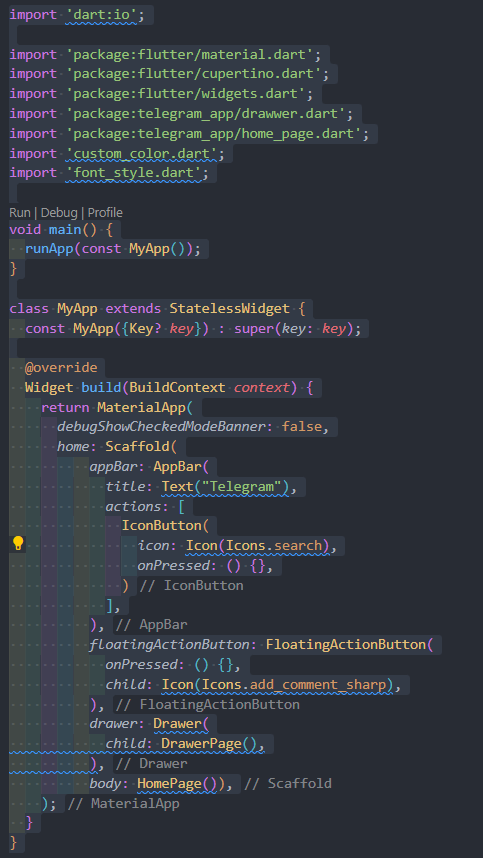 import 'dart:io';

import 'package:flutter/material.dart';
import 'package:flutter/cupertino.dart';
import 'package:flutter/widgets.dart';
import 'package:telegram_app/drawwer.dart';
import 'package:telegram_app/home_page.dart';
import 'custom_color.dart';
import 'font_style.dart';

Run | Debug | Profile
void main() {
  runApp(const MyApp());
}

class MyApp extends StatelessWidget {
  const MyApp({Key? key}) : super(key: key);

  @override
  Widget build(BuildContext context) {
    return MaterialApp(
      debugShowCheckedModeBanner: false,
      home: Scaffold(
          appBar: AppBar(
            title: Text("Telegram"),
            actions: [
              IconButton(
                icon: Icon(Icons.search),
                onPressed: () {},
              ) // IconButton
            ],
          ), // AppBar
          floatingActionButton: FloatingActionButton(
            onPressed: () {},
            child: Icon(Icons.add_comment_sharp),
          ), // FloatingActionButton
          drawer: Drawer(
            child: DrawerPage(),
          ), // Drawer
          body: HomePage()), // Scaffold
    ); // MaterialApp
  }
}